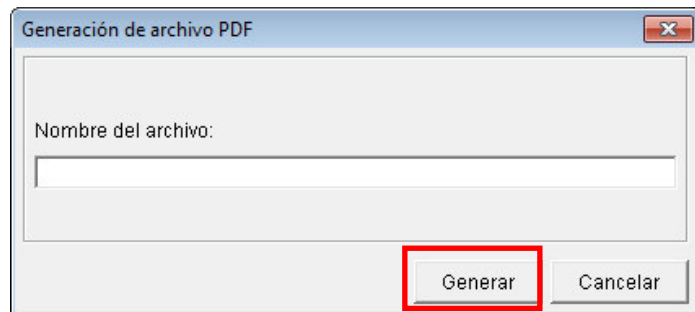 Generación de archivo PDF
Nombre del archivo:
Generar Cancelar